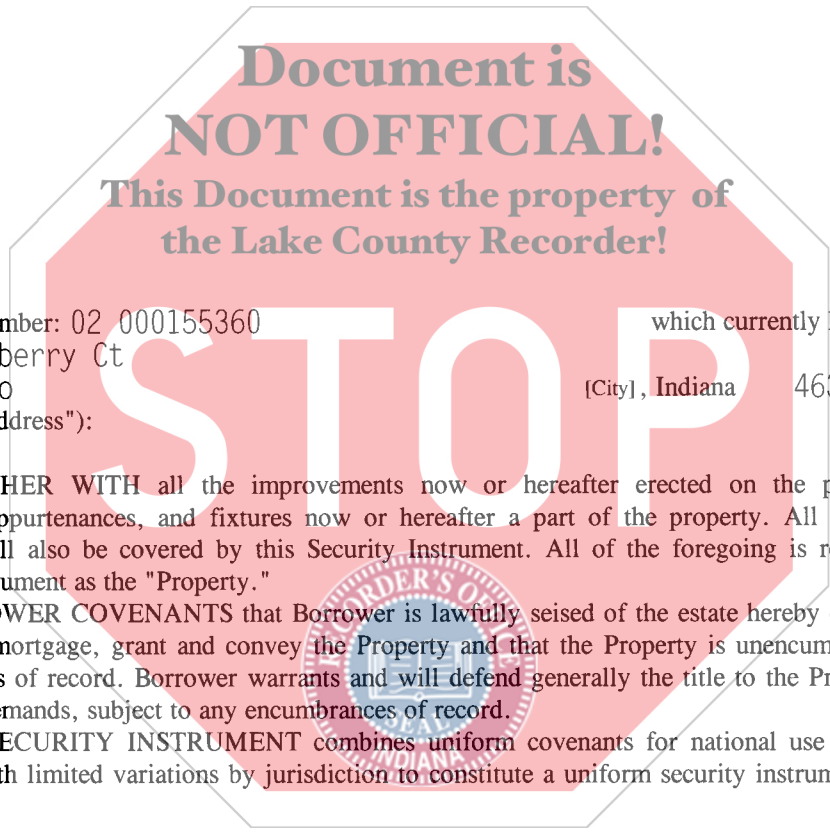 Document is
NOT OFFICIAL!
This Document is the property of
the Lake County Recorder!
STOP
mber: 02 000155360 which currently
berry Ct
o [City], Indiana 463
ddress"):
HER WITH all the improvements now or hereafter erected on the p
ppurtenances, and fixtures now or hereafter a part of the property. All
ll also be covered by this Security Instrument. All of the foregoing is re
ument as the "Property."
OWER COVENANTS that Borrower is lawfully seised of the estate hereby
mortgage, grant and convey the Property and that the Property is unencum
s of record. Borrower warrants and will defend generally the title to the Pr
emands, subject to any encumbrances of record.
ECURITY INSTRUMENT combines uniform covenants for national use
th limited variations by jurisdiction to constitute a uniform security instrum
RECORDER'S OFFICE
SEAL
INDIANA